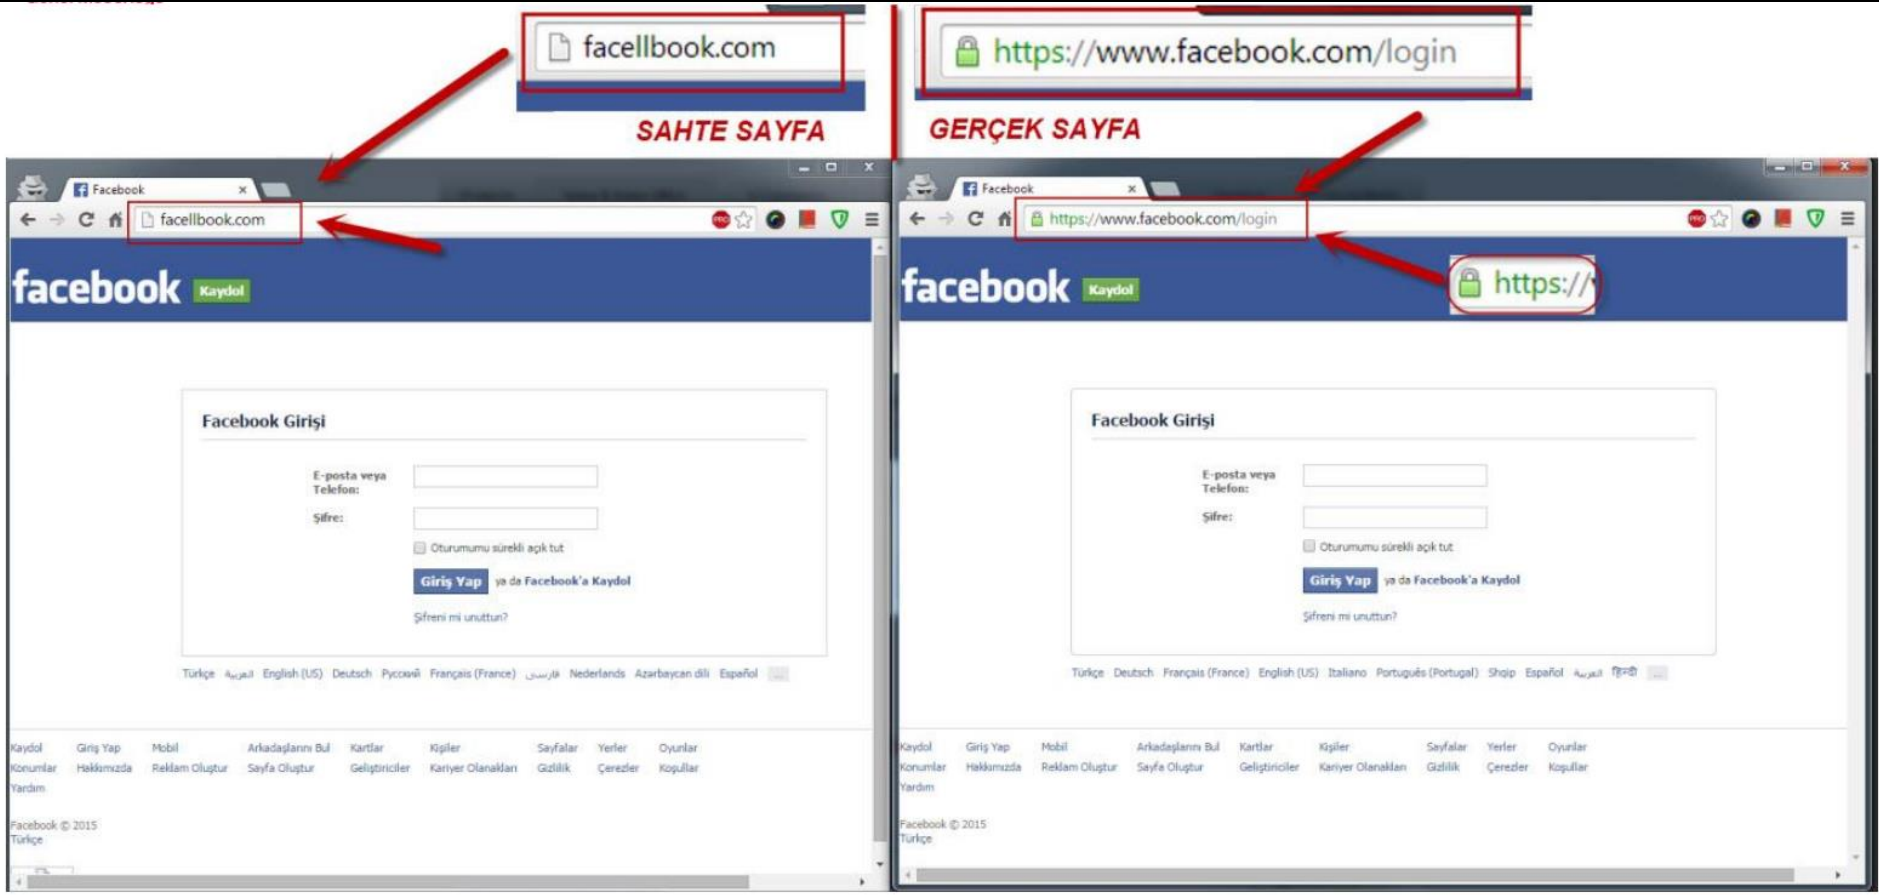 facellbook.com
https://www.facebook.com/login
SAHTE SAYFA
GERÇEK SAYFA
Facebook
facellbook.com
PRO
facebook Kaydol
Facebook Girişi
E-posta veya
Telefon:
Şifre:
Oturumumu sürekli açık tut
Giriş Yap ya da Facebook'a Kaydol
Şifreni mi unuttun?
Türkçe العربية English (US) Deutsch Русский Français (France) فارسی Nederlands Azərbaycan dili Español ...
Kaydol Giriş Yap Mobil Arkadaşlarını Bul Kartlar Kişiler Sayfalar Yerler Oyunlar
Konumlar Hakkımızda Reklam Oluştur Sayfa Oluştur Geliştiriciler Kariyer Olanakları Gizlilik Çerezler Koşullar
Yardım
Facebook © 2015
Türkçe
Facebook
https://www.facebook.com/login
PRO
facebook Kaydol
https://
Facebook Girişi
E-posta veya
Telefon:
Şifre:
Oturumumu sürekli açık tut
Giriş Yap ya da Facebook'a Kaydol
Şifreni mi unuttun?
Türkçe Deutsch Français (France) English (US) Italiano Português (Portugal) Shqip Español العربية हिन्दी ...
Kaydol Giriş Yap Mobil Arkadaşlarını Bul Kartlar Kişiler Sayfalar Yerler Oyunlar
Konumlar Hakkımızda Reklam Oluştur Sayfa Oluştur Geliştiriciler Kariyer Olanakları Gizlilik Çerezler Koşullar
Yardım
Facebook © 2015
Türkçe